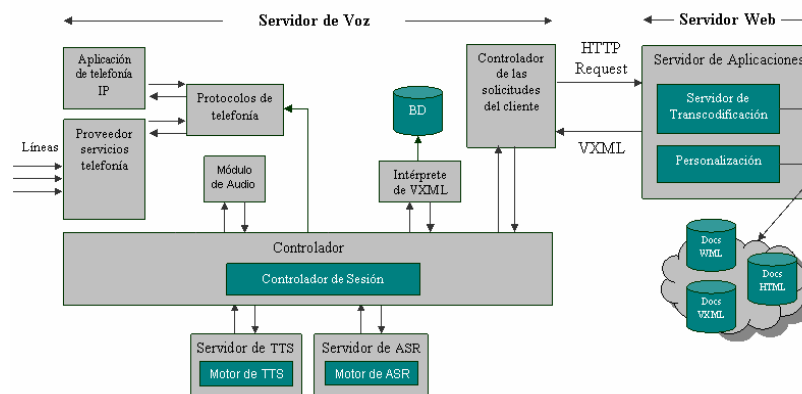 Servidor de Voz
Servidor Web
Aplicación
de telefonía
IP
Protocolos de
telefonía
Líneas
Proveedor
servicios
telefonía
Módulo
de Audio
BD
Intérprete
de VXML
Controlador
de las
solicitudes
del cliente
HTTP
Request
VXML
Servidor de Aplicaciones
Servidor de
Transcodificación
Personalización
Docs
WML
Docs
HTML
Docs
VXML
Controlador
Controlador de Sesión
Servidor de TTS
Motor de TTS
Servidor de ASR
Motor de ASR